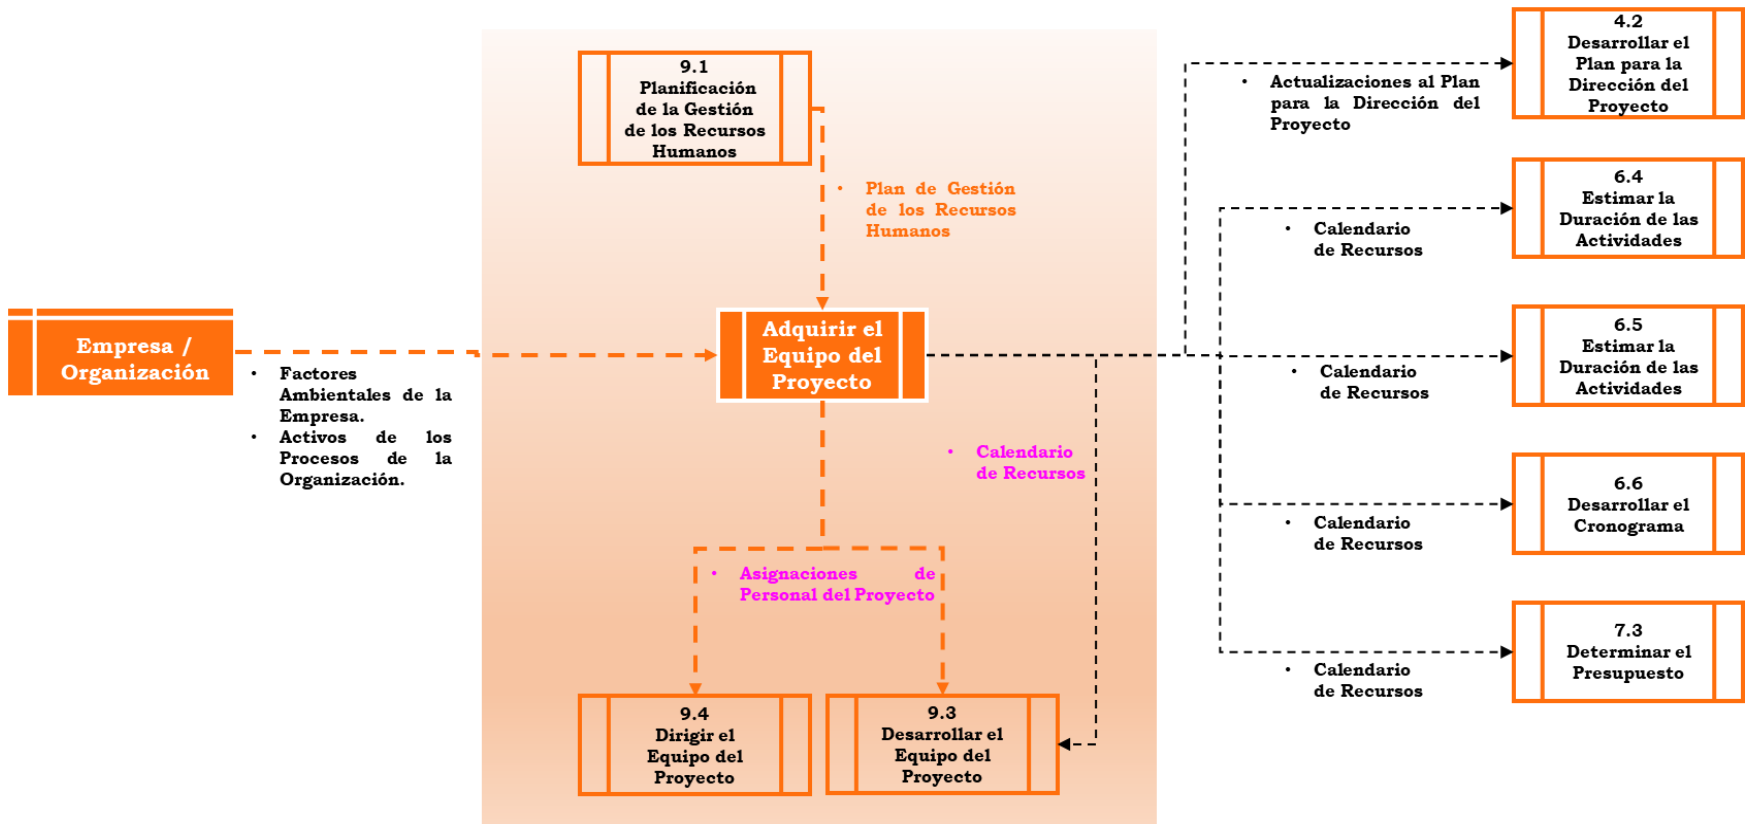 9.1
Planificación
de la Gestión
de los Recursos
Humanos
• Plan de Gestión
de los Recursos
Humanos
Empresa /
Organización
• Factores
Ambientales de la
Empresa.
• Activos de los
Procesos de la
Organización.
Adquirir el
Equipo del
Proyecto
• Calendario
de Recursos
• Asignaciones de
Personal del Proyecto
9.4
Dirigir el
Equipo del
Proyecto
9.3
Desarrollar el
Equipo del
Proyecto
• Actualizaciones al Plan
para la Dirección del
Proyecto
4.2
Desarrollar el
Plan para la
Dirección del
Proyecto
• Calendario
de Recursos
6.4
Estimar la
Duración de las
Actividades
• Calendario
de Recursos
6.5
Estimar la
Duración de las
Actividades
• Calendario
de Recursos
6.6
Desarrollar el
Cronograma
• Calendario
de Recursos
7.3
Determinar el
Presupuesto